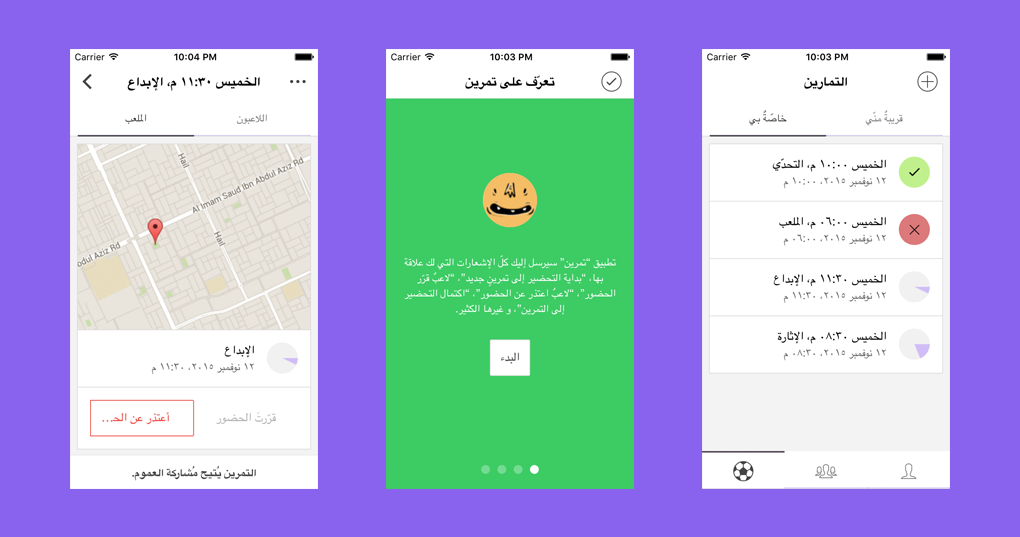 Carrier 10:04 PM
الخميس ١١:٣٠ م، الإبداع
اللاعبون
الملعب
Hail
Al Imam Saud Ibn Abdul Aziz Rd
Hail
odul Aziz Rd
الإبداع
١٢ نوفمبر ٢٠١٥، ١١:٣٠ م
قرّرتُ الحضور
أعتذر عن الحـ...
التمرين يُتيح مُشاركة العموم.
Carrier 10:03 PM
تعرّف على تمرين
تطبيق “تمرين” سيرسل إليك كلّ الإشعارات التي لك علاقة
بها، “بداية التحضير إلى تمرينٍ جديد”، “لاعبٌ قرّر
الحضور”، “لاعبٌ اعتذر عن الحضور”، “اكتمال التحضير
إلى التمرين”، و غيرها الكثير.
البدء
Carrier 10:03 PM
التمارين
قريبةٌ منّي
خاصّةٌ بي
الخميس ١٠:٠٠ م، التحدّي
١٢ نوفمبر ٢٠١٥، ١٠:٠٠ م
الخميس ٠٦:٠٠ م، الملعب
١٢ نوفمبر ٢٠١٥، ٠٦:٠٠ م
الخميس ١١:٣٠ م، الإبداع
١٢ نوفمبر ٢٠١٥، ١١:٣٠ م
الخميس ٠٨:٣٠ م، الإثارة
١٢ نوفمبر ٢٠١٥، ٠٨:٣٠ م